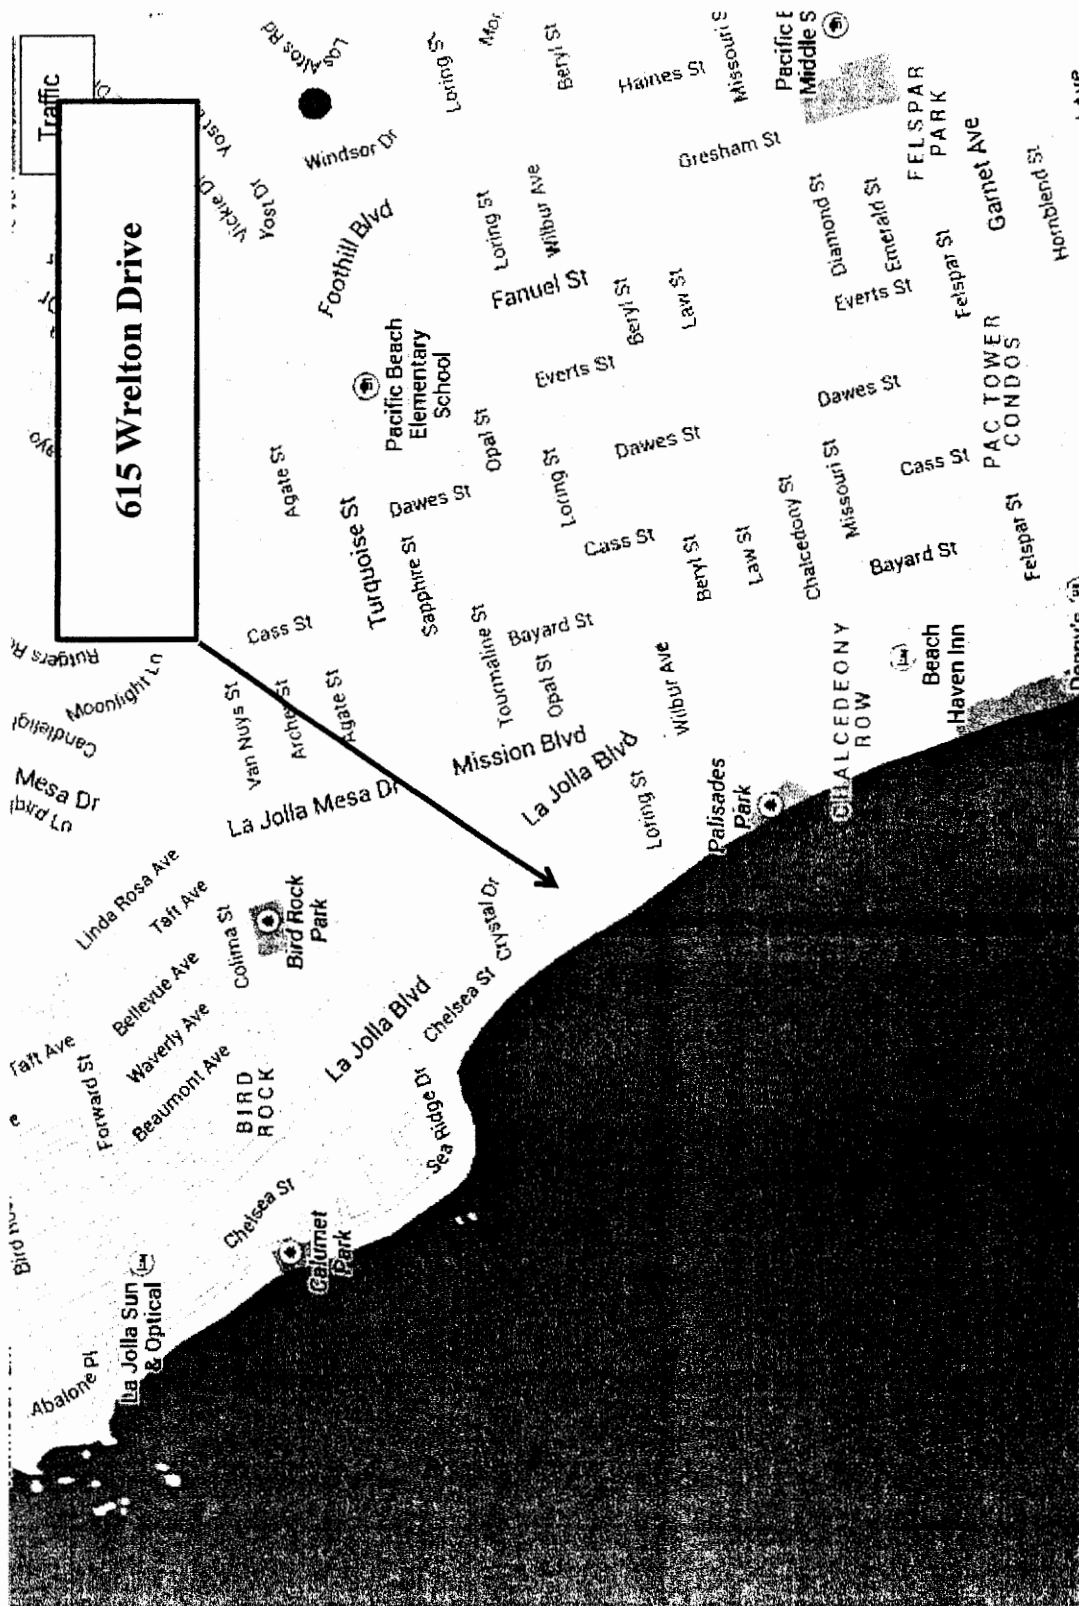 Traffic
615 Wrelton Drive
Los Altos Rd
Loring St
Beryl St
Haines St
Pacific
Middle S
Yost
Windsor Dr
Gresham St
FELSPAR
PARK
Vickie D
Yost Dr
Foothill Blvd
Loring St
Wilbur Ave
Diamond St
Emerald St
Garnet Ave
Hornblend St
Fanuel St
Beryl St
Law St
Everts St
Felspar St
Pacific Beach
Elementary
School
Everts St
Dawes St
PAC TOWER
CONDOS
Agate St
Opal St
Dawes St
Cass St
Turquoise St
Dawes St
Loring St
Missouri St
Sapphire St
Cass St
Beryl St
Law St
Chalcedony St
Bayard St
Felspar St
Rutgers
Moonlight Ln
Cass St
Tourmaline St
Bayard St
Opal St
Wilbur Ave
CHALCEDEONY
ROW
Beach
Haven Inn
Denny's
Van Nuys St
Archer St
Agate St
Mission Blvd
La Jolla Blvd
Mesa Dr
La Jolla Mesa Dr
Loring St
Palisades
Park
Linda Rosa Ave
Taft Ave
Colima St
Bird Rock
Park
Crystal Dr
Chelsea St
Taft Ave
Bellevue Ave
Waverly Ave
Beaumont Ave
Forward St
BIRD
ROCK
La Jolla Blvd
Sea Ridge Dr
Chelsea St
Calumet
Park
La Jolla Sun
& Optical
Abalone Pl